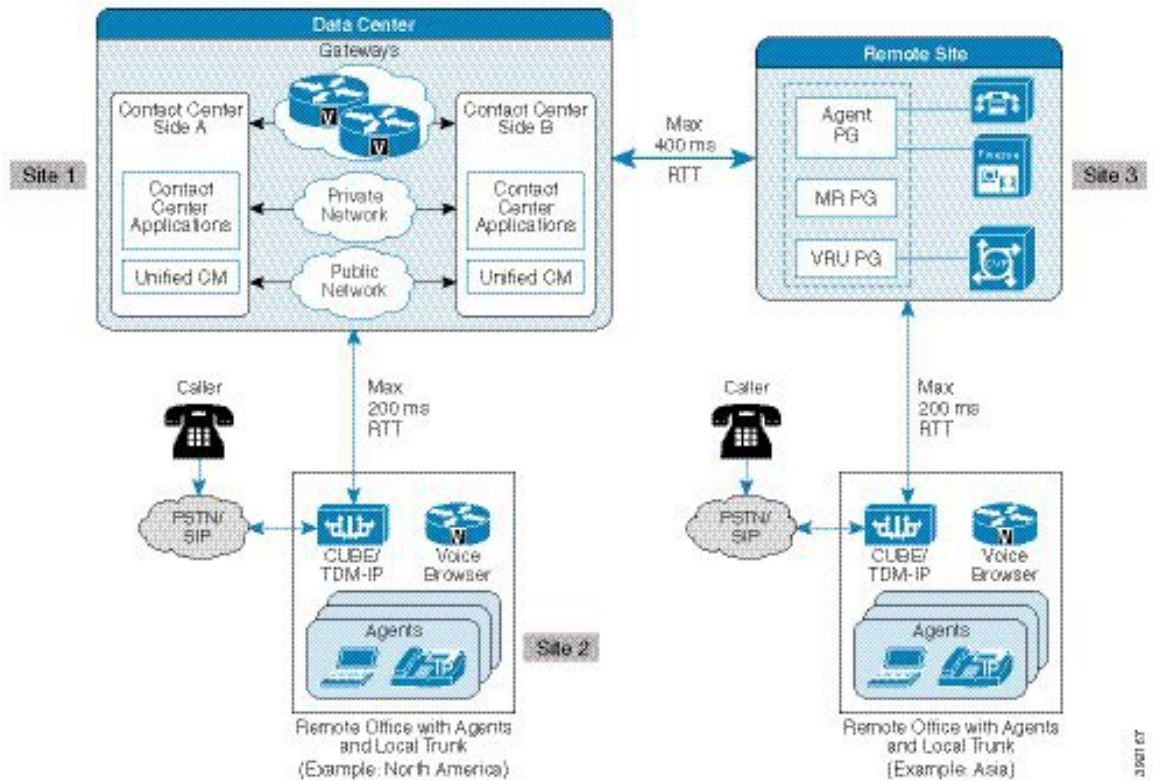 Data Center
Gateways
Contact Center
Side A
V
V
Contact Center
Side B
Contact
Center
Applications
Private
Network
Contact
Center
Applications
Unified CM
Public
Network
Unified CM
Site 1
Max
400 ms
RTT
Remote Site
Agent
PG
Finesse
MR PG
VRU PG
CVP
Site 3
Caller
Max
200 ms
RTT
PSTN/
SIP
CUBE/
TDM-IP
Voice
Browser
Agents
IP
Site 2
Remote Office with Agents
and Local Trunk
(Example: North America)
Caller
Max
200 ms
RTT
PSTN/
SIP
CUBE/
TDM-IP
Voice
Browser
Agents
IP
Remote Office with Agents
and Local Trunk
(Example: Asia)